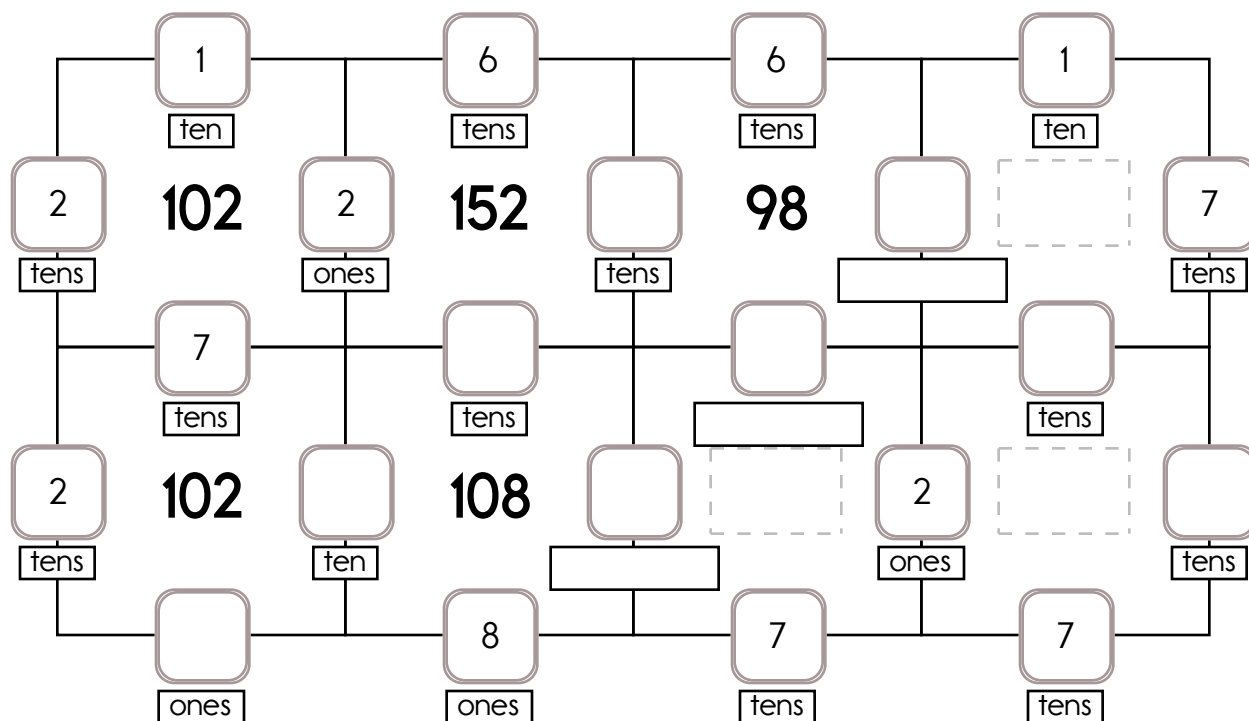 1 6 6 1
ten tens tens ten
2 102 2 152 98 7
tens ones tens tens
7
tens tens tens
2 102 108 2
tens ten ones tens
8 7 7
ones ones tens tens